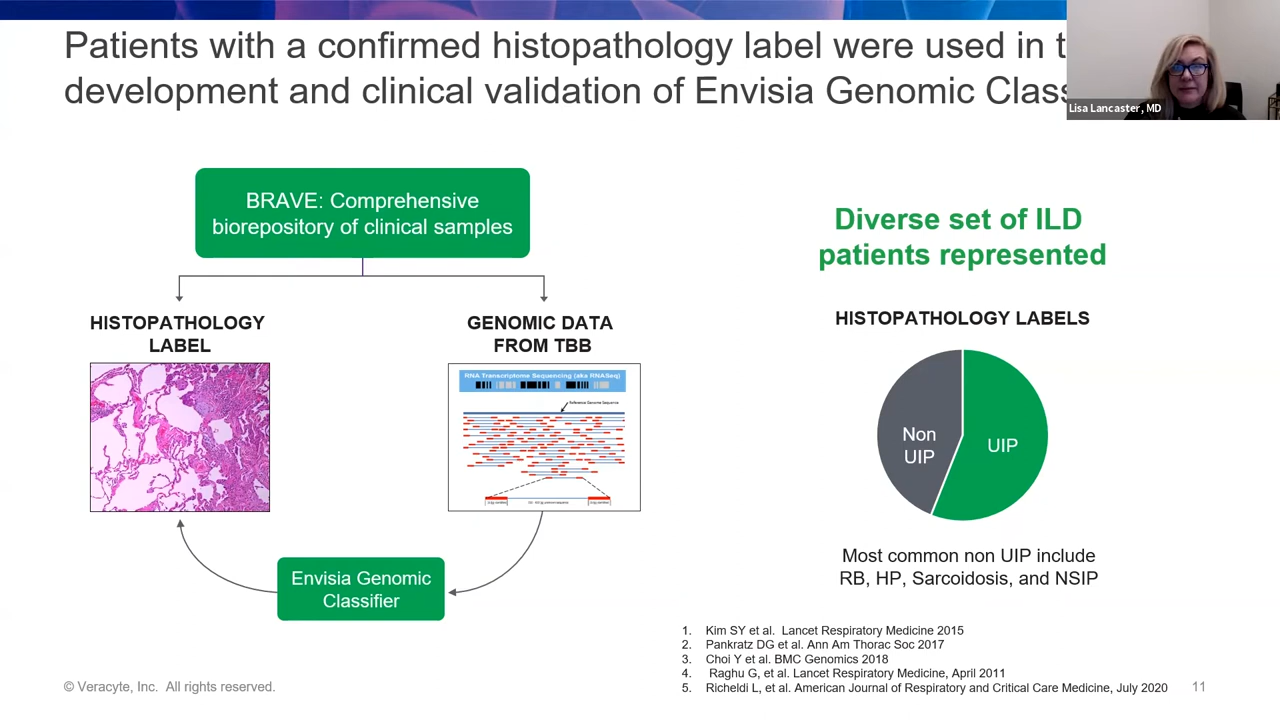 Patients with a confirmed histopathology label were used in t
development and clinical validation of Envisia Genomic Class
Lisa Lancaster, MD
BRAVE: Comprehensive
biorepository of clinical samples
HISTOPATHOLOGY
LABEL
GENOMIC DATA
FROM TBB
RNA Transcriptome Sequencing (aka RNASeq)
Reference Genome Sequence
Envisia Genomic
Classifier
Diverse set of ILD
patients represented
HISTOPATHOLOGY LABELS
Non
UIP
UIP
Most common non UIP include
RB, HP, Sarcoidosis, and NSIP
1. Kim SY et al. Lancet Respiratory Medicine 2015
2. Pankratz DG et al. Ann Am Thorac Soc 2017
3. Choi Y et al. BMC Genomics 2018
4. Raghu G, et al. Lancet Respiratory Medicine, April 2011
5. Richeldi L, et al. American Journal of Respiratory and Critical Care Medicine, July 2020
© Veracyte, Inc. All rights reserved.
11